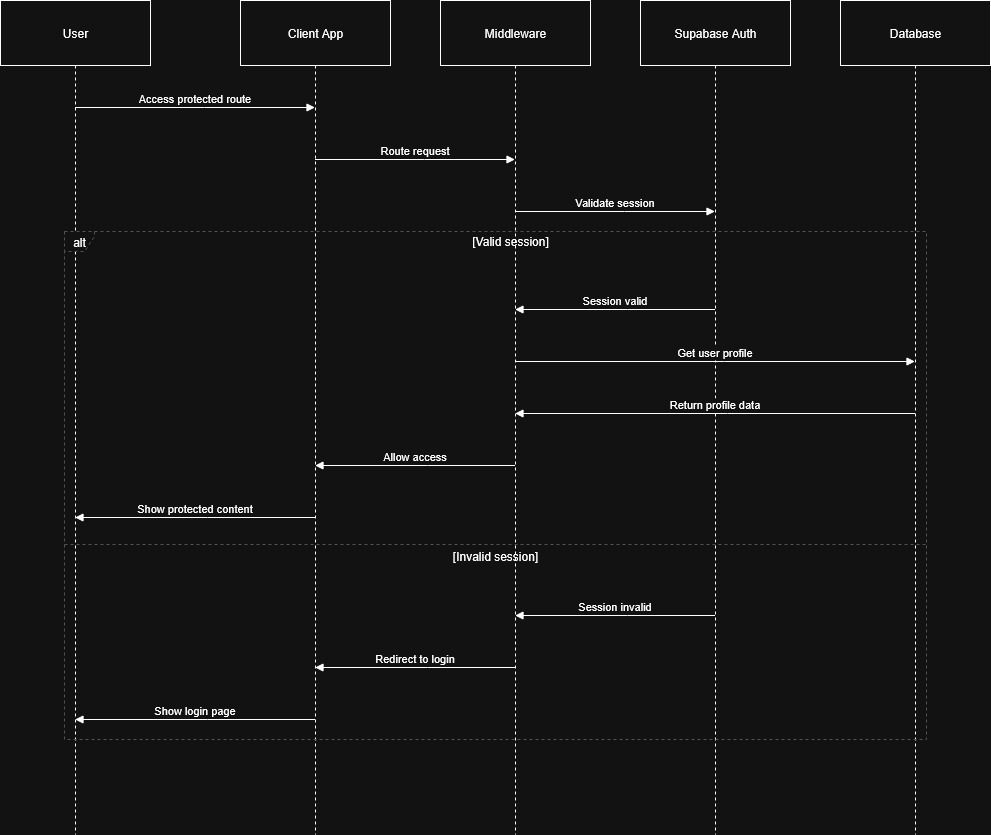 User
Client App
Middleware
Supabase Auth
Database
Access protected route
Route request
Validate session
alt
[Valid session]
Session valid
Get user profile
Return profile data
Allow access
Show protected content
[Invalid session]
Session invalid
Redirect to login
Show login page